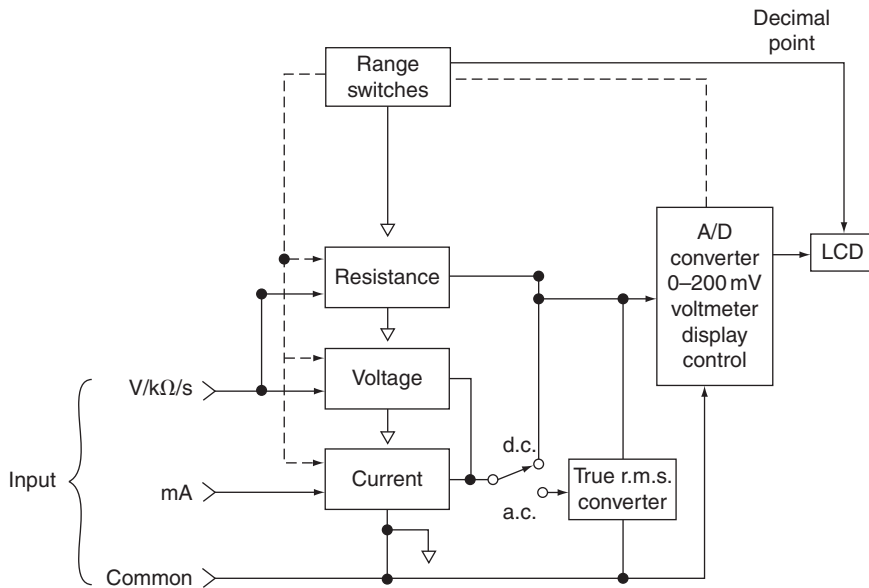 Decimal
point
Range
switches
A/D
converter
0–200 mV
voltmeter
display
control
LCD
Resistance
Voltage
V/kΩ/s
d.c.
Current
True r.m.s.
converter
Input
mA
a.c.
Common